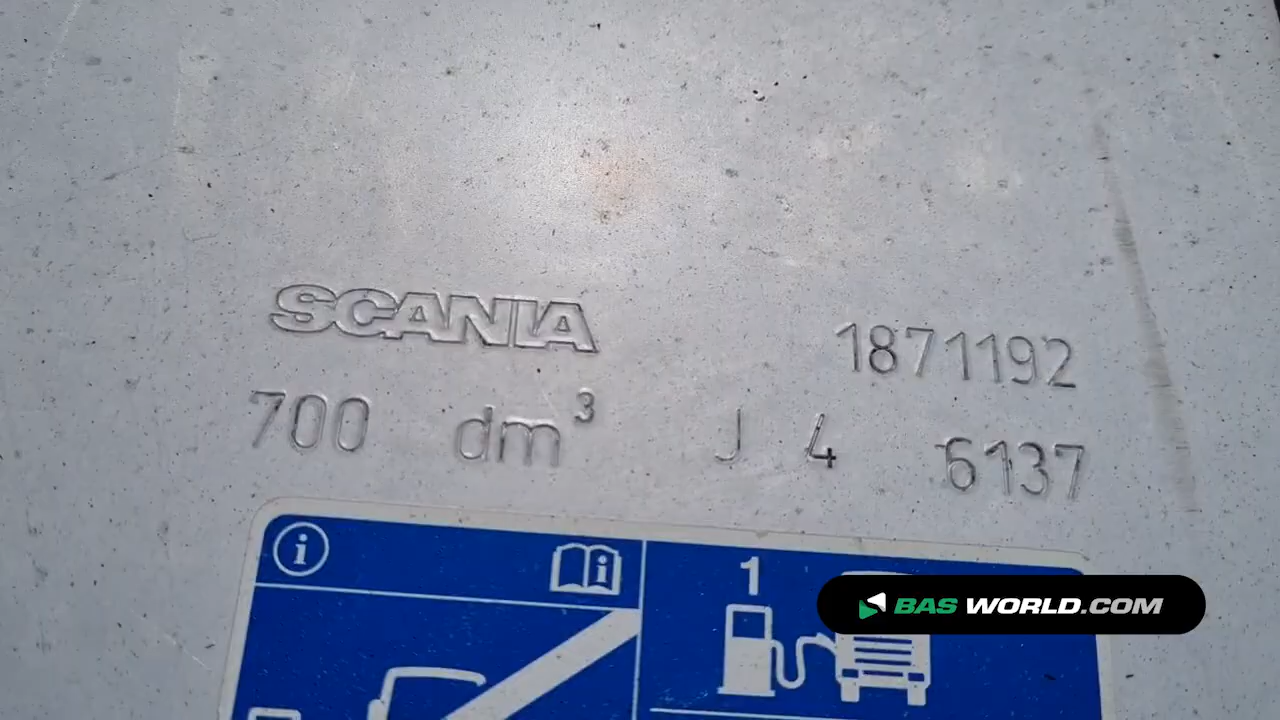 SCANIA
1871192
700 dm³ J 4 6137
i
i
1
BAS WORLD.COM